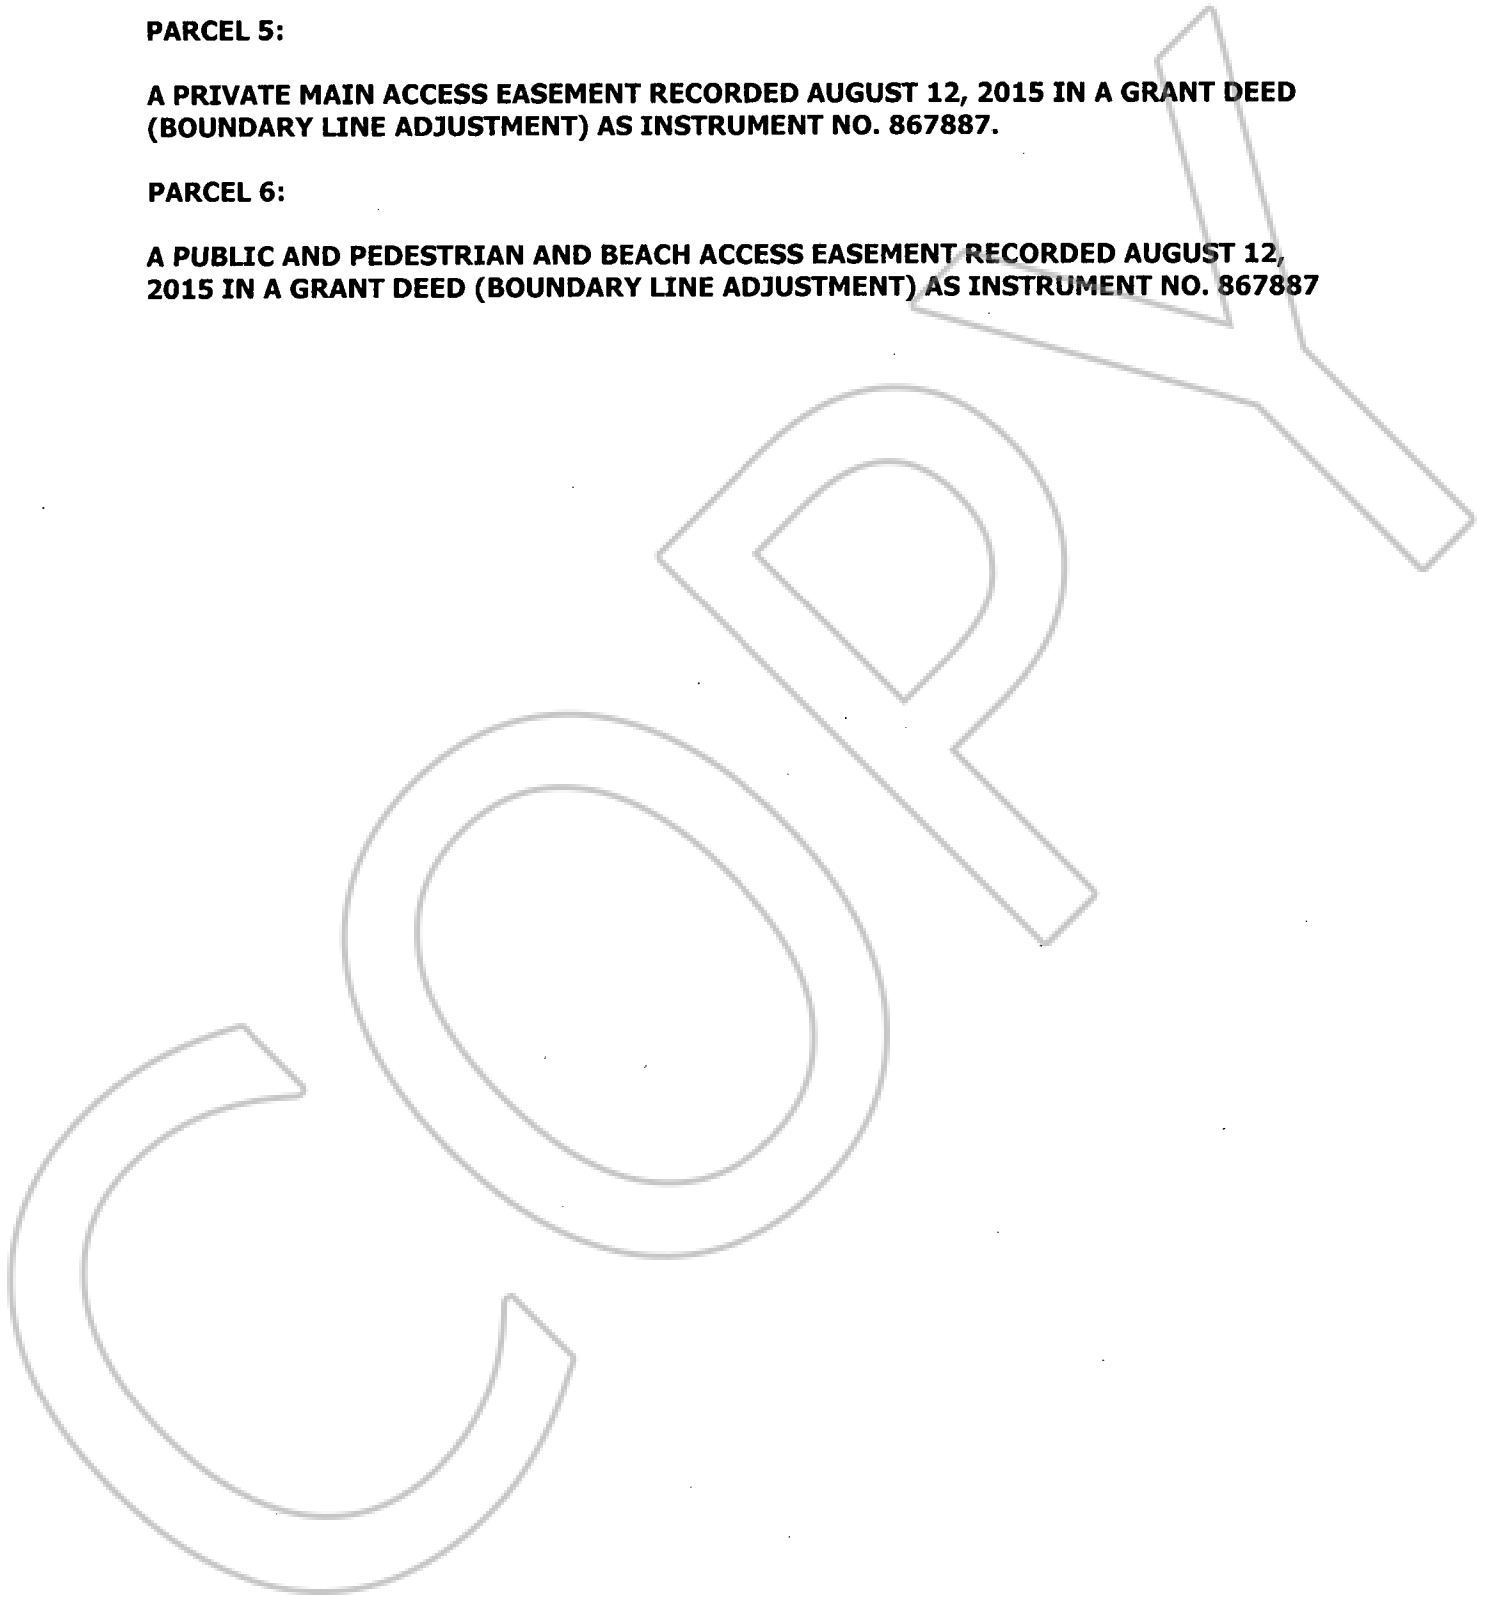 PARCEL 5:
A PRIVATE MAIN ACCESS EASEMENT RECORDED AUGUST 12, 2015 IN A GRANT DEED
(BOUNDARY LINE ADJUSTMENT) AS INSTRUMENT NO. 867887.
PARCEL 6:
A PUBLIC AND PEDESTRIAN AND BEACH ACCESS EASEMENT RECORDED AUGUST 12,
2015 IN A GRANT DEED (BOUNDARY LINE ADJUSTMENT) AS INSTRUMENT NO. 867887
COPY